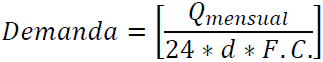 Demanda = [Q_mensual / 24 * d * F.C.]